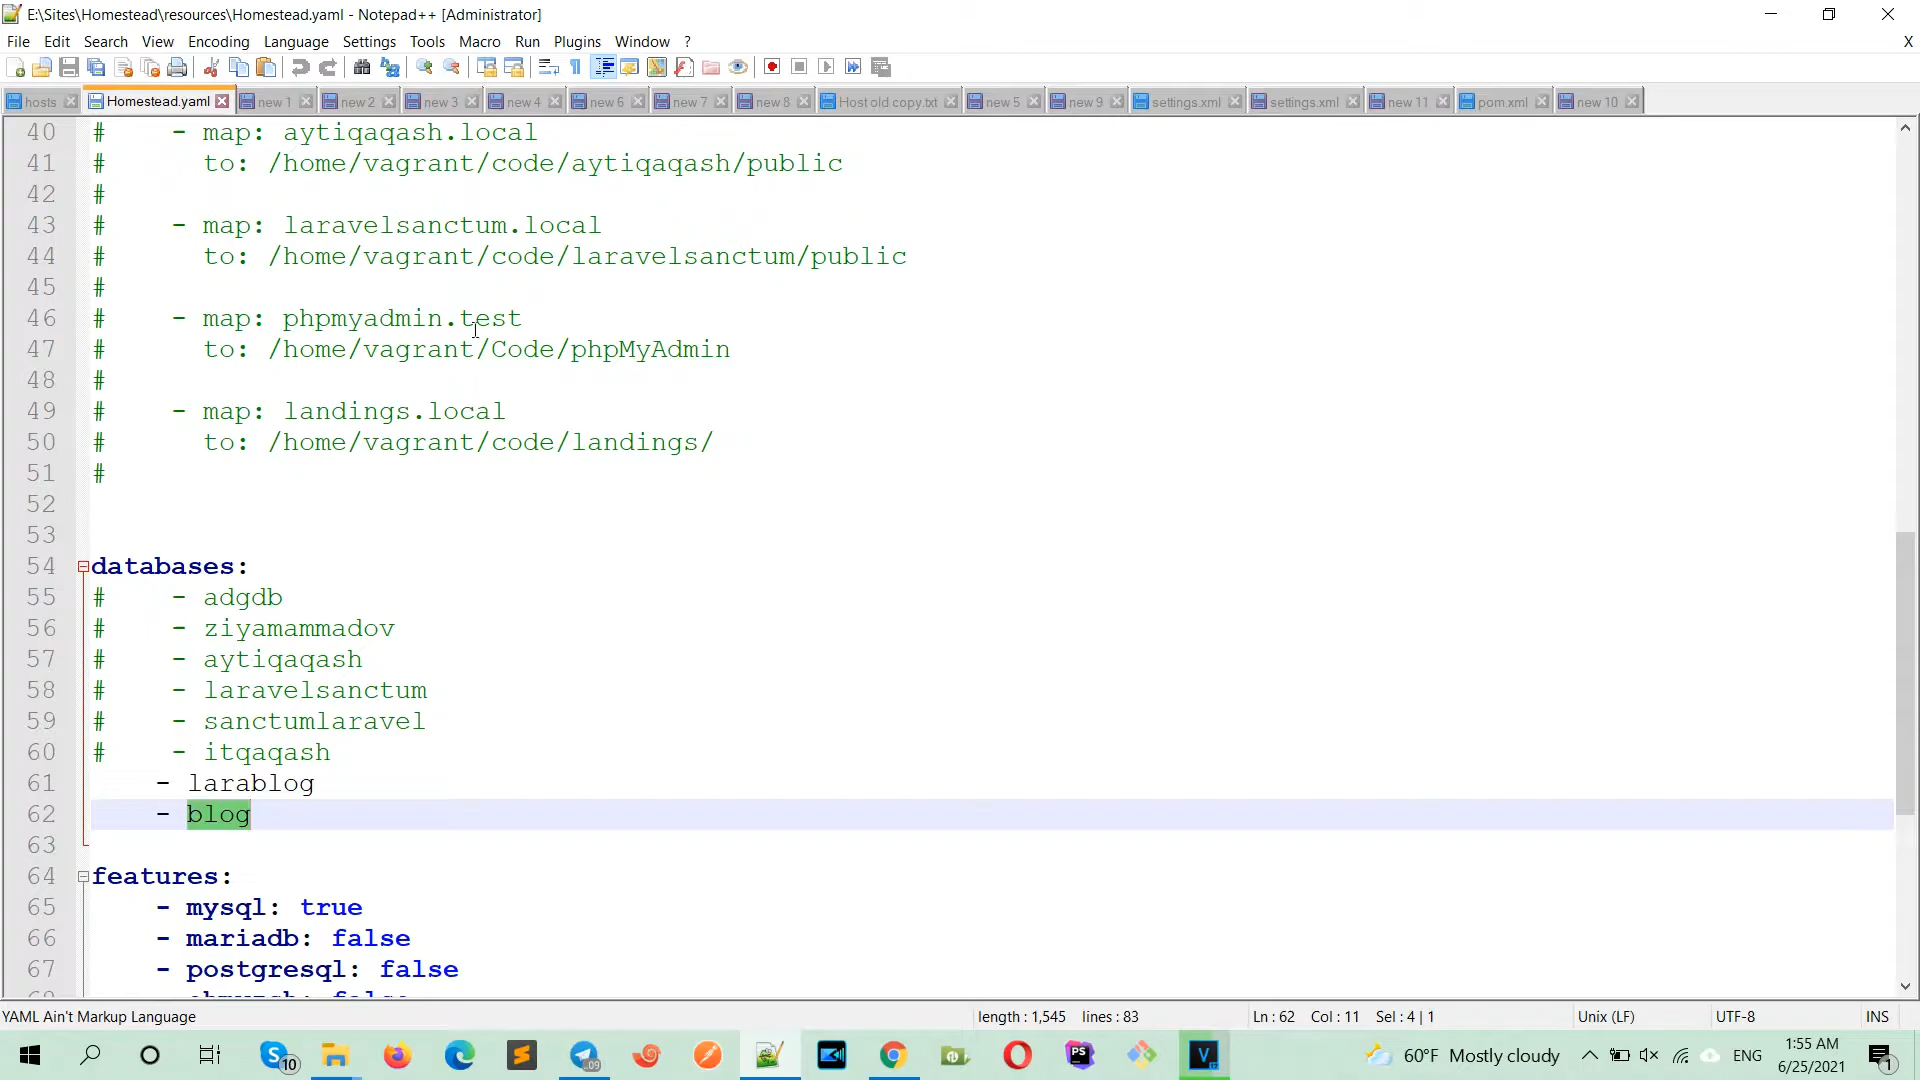 E:\Sites\Homestead\resources\Homestead.yaml - Notepad++ [Administrator]
File Edit Search View Encoding Language Settings Tools Macro Run Plugins Window ? X
hosts Homestead.yaml new 1 new 2 new 3 new 4 new 6 new 7 new 8 Host old copy.txt new 5 new 9 settings.xml settings.xml new 11 pom.xml new 10
40 # - map: aytiqaqash.local
41 # to: /home/vagrant/code/aytiqaqash/public
42 #
43 # - map: laravelsanctum.local
44 # to: /home/vagrant/code/laravelsanctum/public
45 #
46 # - map: phpmyadmin.test
47 # to: /home/vagrant/Code/phpMyAdmin
48 #
49 # - map: landings.local
50 # to: /home/vagrant/code/landings/
51 #
52
53
54 databases:
55 # - adgdb
56 # - ziyamammadov
57 # - aytiqaqash
58 # - laravelsanctum
59 # - sanctumlaravel
60 # - itqaqash
61 - larablog
62 - blog
63
64 features:
65 - mysql: true
66 - mariadb: false
67 - postgresql: false
YAML Ain't Markup Language length : 1,545 lines : 83 Ln : 62 Col : 11 Sel : 4 | 1 Unix (LF) UTF-8 INS
10 .09 PS V 60°F Mostly cloudy ENG 1:55 AM 1
6/25/2021